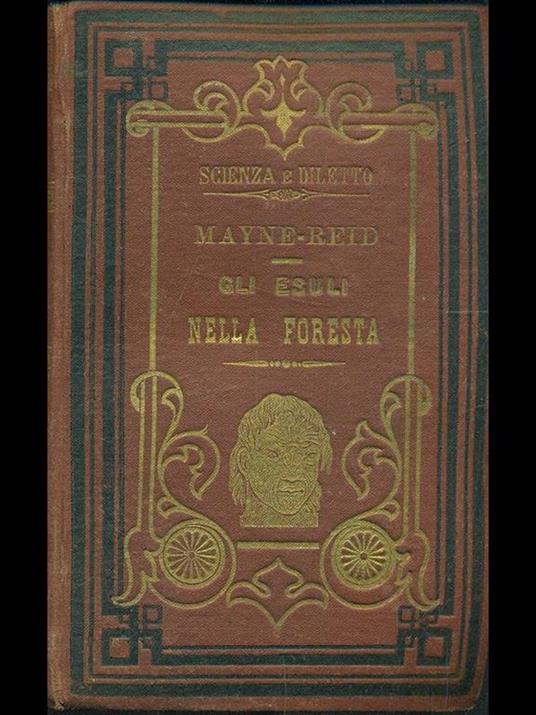 SCIENZA e DILETTO
MAYNE-REID
GLI ESULI
NELLA FORESTA